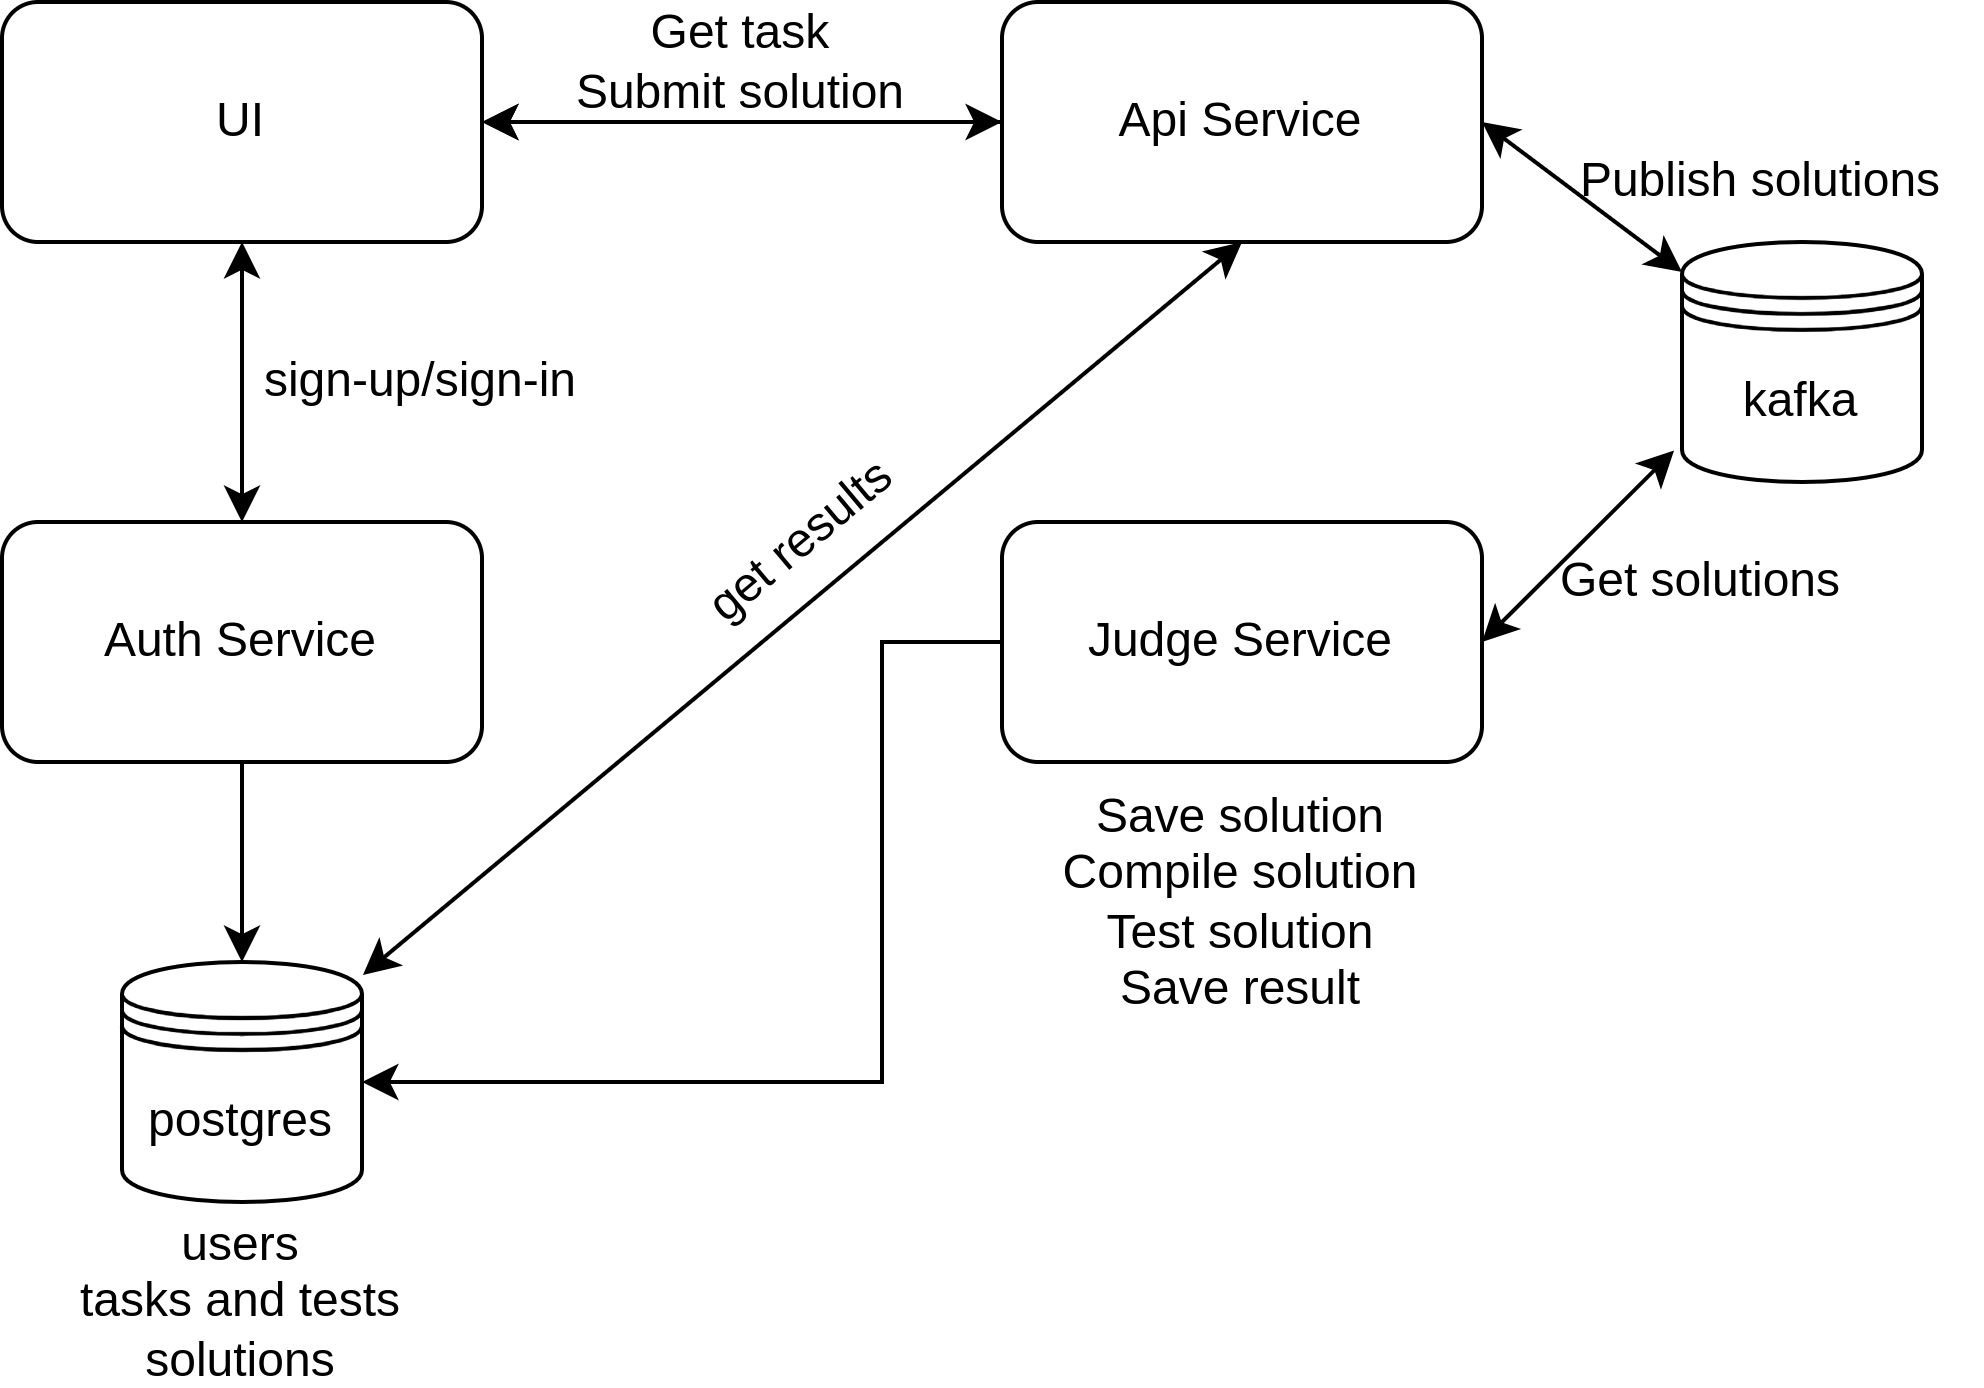 Get task
Submit solution
UI
Api Service
Publish solutions
sign-up/sign-in
kafka
get results
Get solutions
Auth Service
Judge Service
Save solution
Compile solution
Test solution
Save result
postgres
users
tasks and tests
solutions